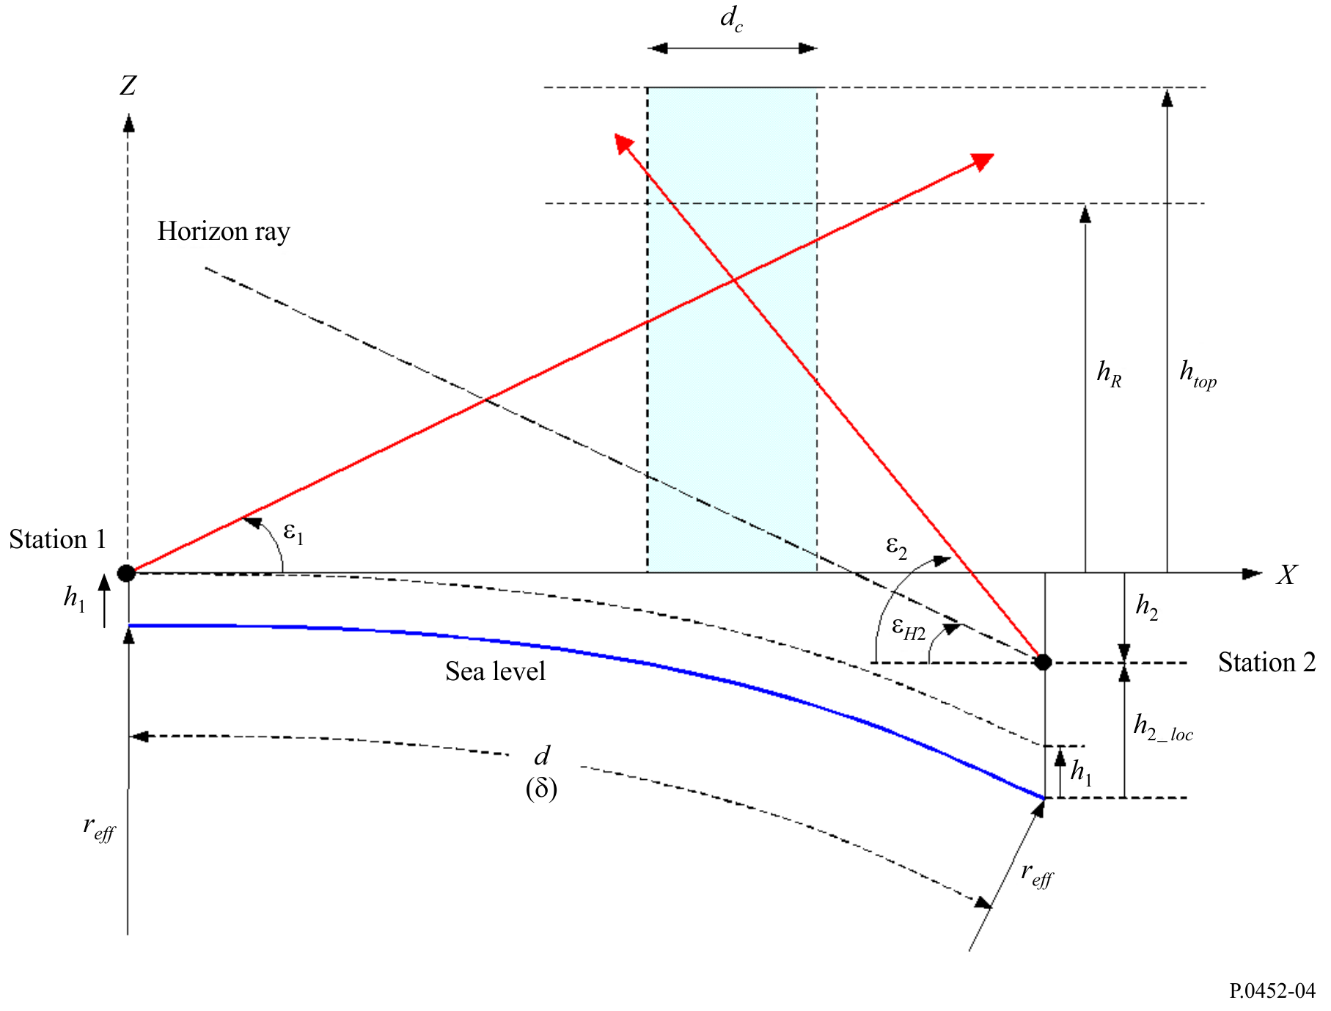 d_c
Z
Horizon ray
h_R
h_top
Station 1
ε_1
ε_2
X
h_1
ε_H2
h_2
Sea level
Station 2
h_2_loc
d
(δ)
h_1
r_eff
r_eff
P.0452-04